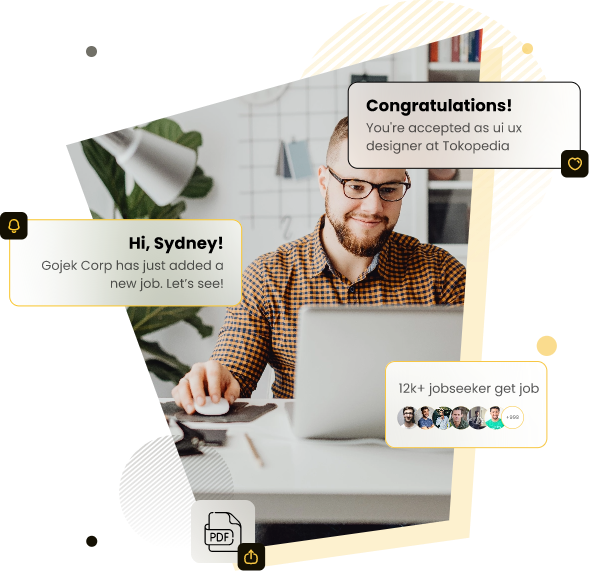 Congratulations!
You're accepted as ui ux
designer at Tokopedia
Hi, Sydney!
Gojek Corp has just added a
new job. Let's see!
12k+ jobseeker get job
+999
PDF